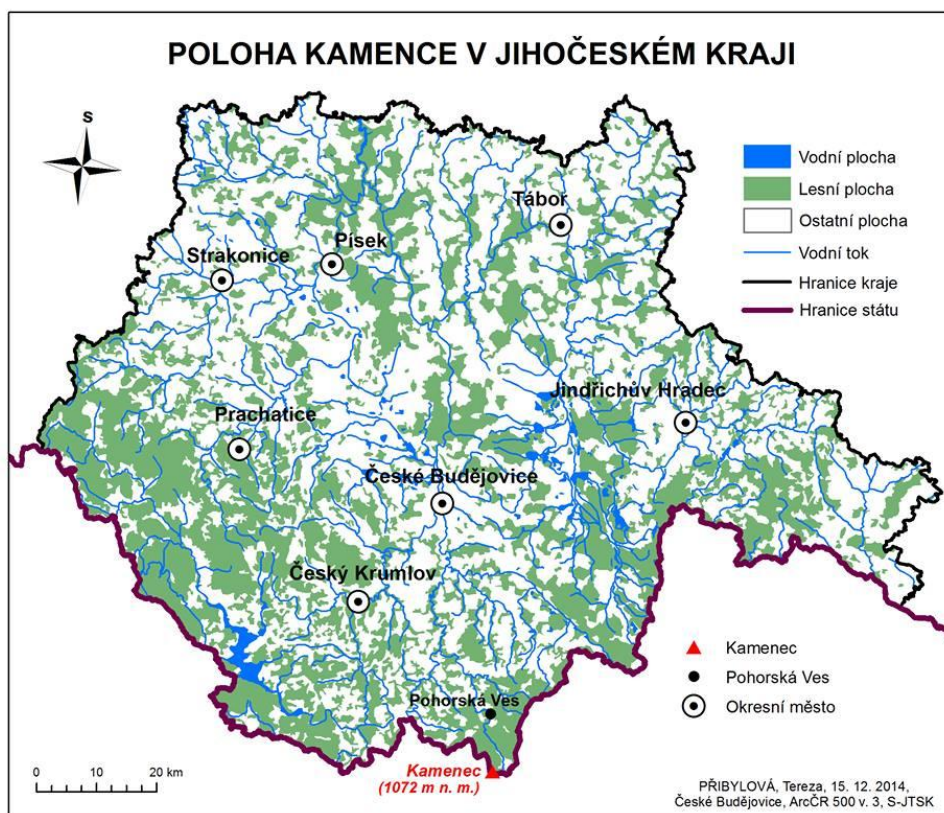 POLOHA KAMENCE V JIHOČESKÉM KRAJI
S
Vodní plocha
Lesní plocha
Ostatní plocha
Vodní tok
Hranice kraje
Hranice státu
Tábor
Písek
Strakonice
Jindřichův Hradec
Prachatice
České Budějovice
Český Krumlov
Pohorská Ves
Kamenec
(1072 m n. m.)
Kamenec
Pohorská Ves
Okresní město
0 10 20 km
PŘIBYLOVÁ, Tereza, 15. 12. 2014,
České Budějovice, ArcČR 500 v. 3, S-JTSK